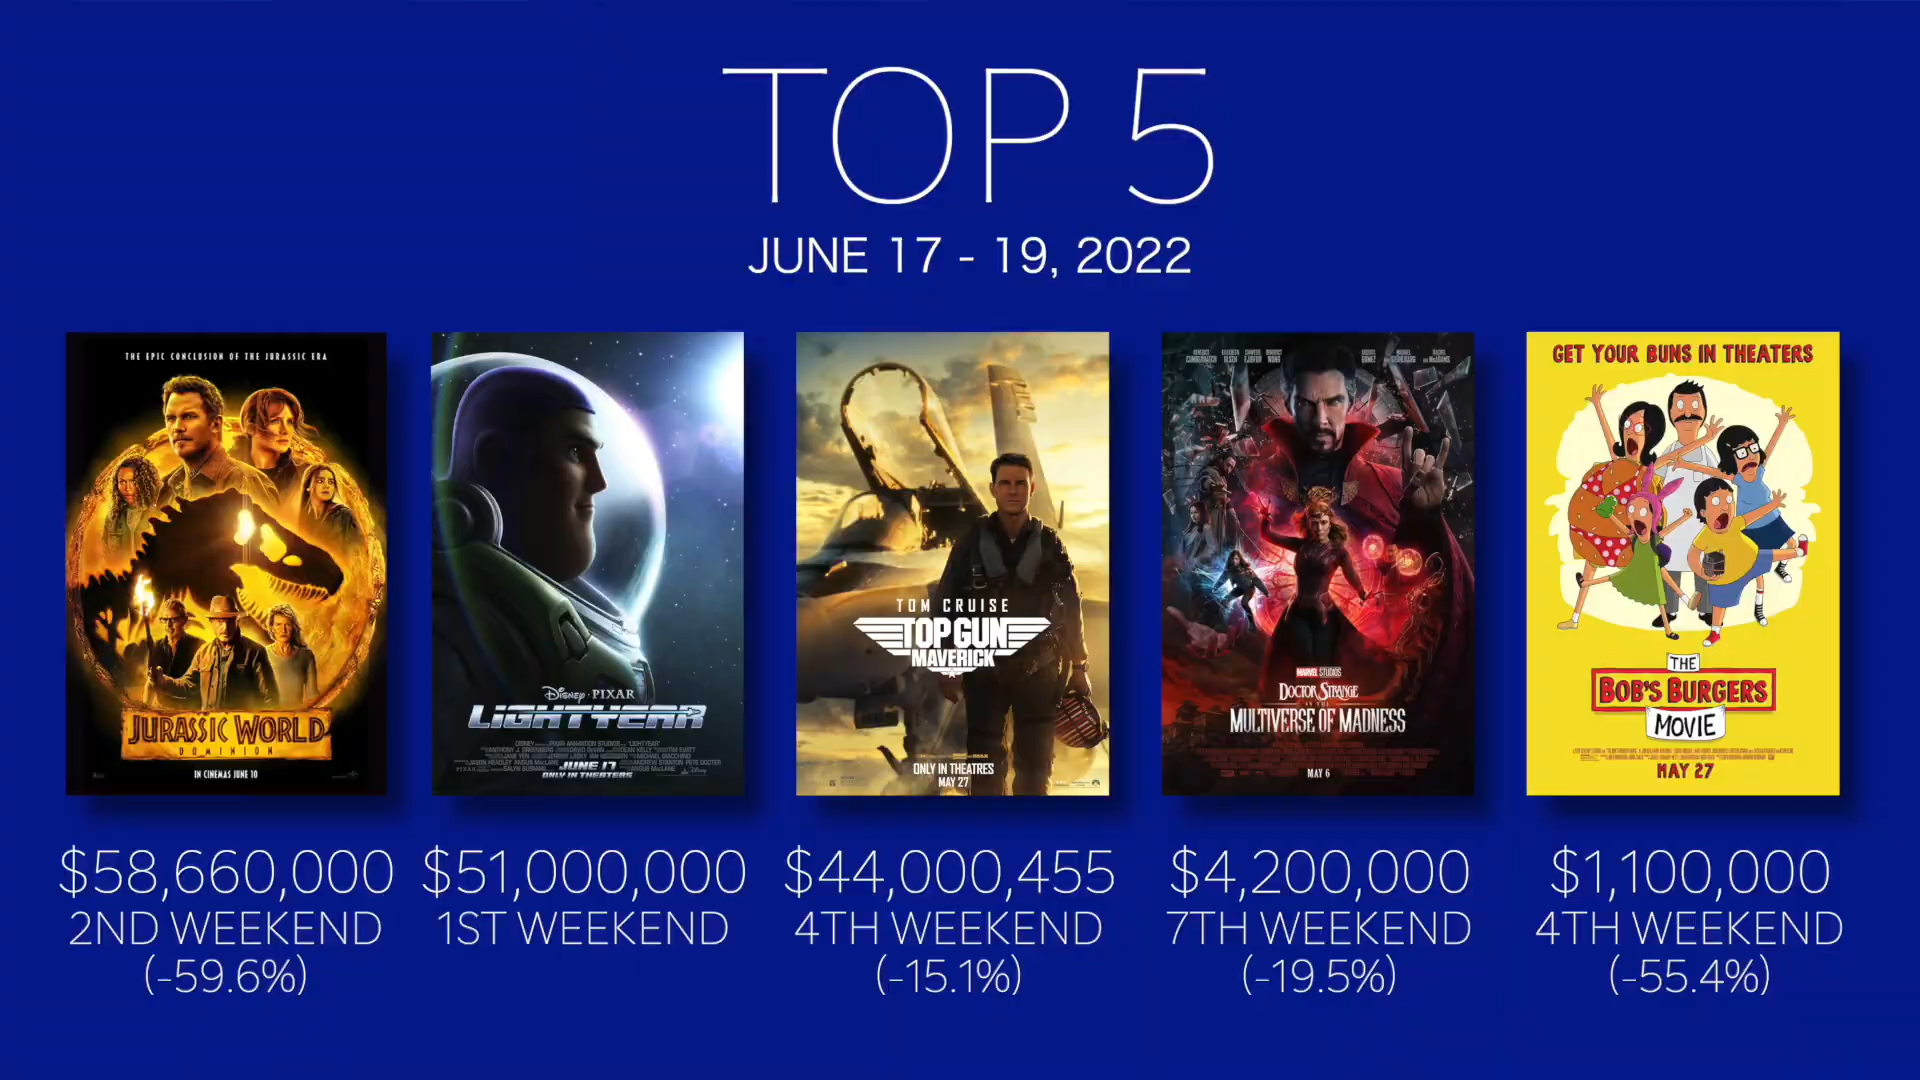 TOP 5
JUNE 17 - 19, 2022
THE EPIC CONCLUSION OF THE JURASSIC ERA
JURASSIC WORLD
DOMINION
IN CINEMAS JUNE 10
$58,660,000
2ND WEEKEND
(-59.6%)
Disney · PIXAR
LIGHTYEAR
JUNE 17
ONLY IN THEATERS
$51,000,000
1ST WEEKEND
TOM CRUISE
TOP GUN
MAVERICK
ONLY IN THEATRES
MAY 27
$44,000,455
4TH WEEKEND
(-15.1%)
MARVEL STUDIOS
DOCTOR STRANGE
IN THE
MULTIVERSE OF MADNESS
MAY 6
$4,200,000
7TH WEEKEND
(-19.5%)
GET YOUR BUNS IN THEATERS
THE
BOB'S BURGERS
MOVIE
MAY 27
$1,100,000
4TH WEEKEND
(-55.4%)